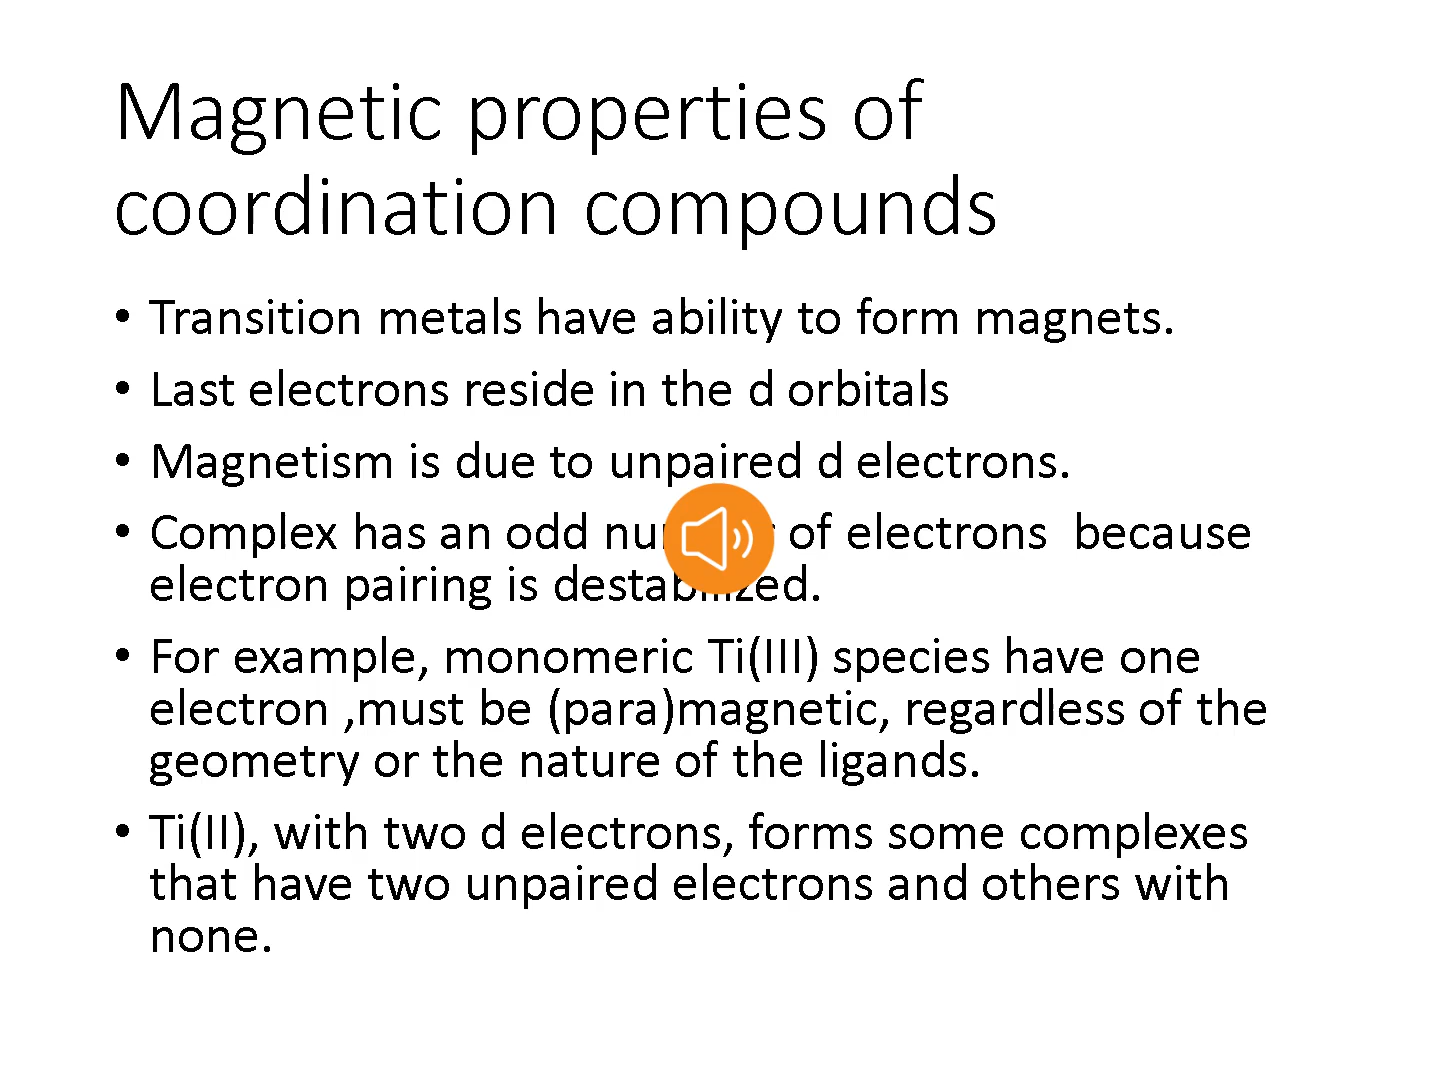 Magnetic properties of
coordination compounds
• Transition metals have ability to form magnets.
• Last electrons reside in the d orbitals
• Magnetism is due to unpaired d electrons.
• Complex has an odd of electrons because
electron pairing is destabilized.
• For example, monomeric Ti(III) species have one
electron ,must be (para)magnetic, regardless of the
geometry or the nature of the ligands.
• Ti(II), with two d electrons, forms some complexes
that have two unpaired electrons and others with
none.